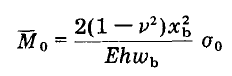 M̅₀ = 2(1 − ν²)x_b² / Ehw_b σ₀